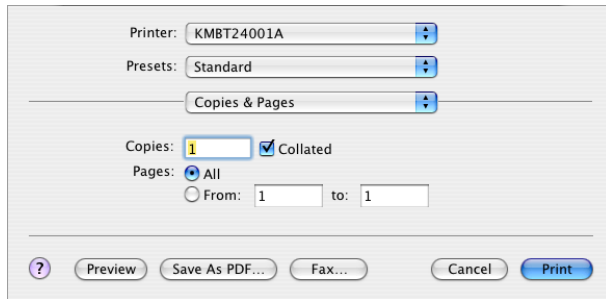 Printer: KMBT24001A
Presets: Standard
Copies & Pages
Copies: 1 Collated
Pages: All
From: 1 to: 1
? Preview Save As PDF... Fax... Cancel Print